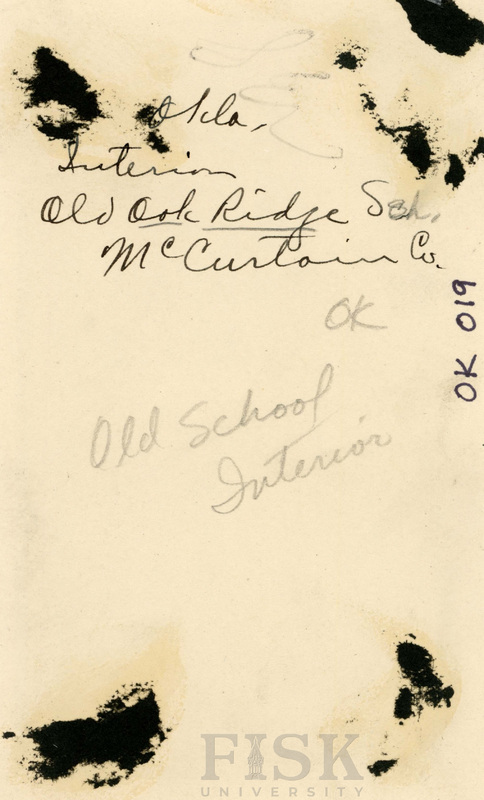 Okla.
Interior
Old Oak Ridge Sch.
McCurtain Co.
OK
OK 019
Old School
Interior
FISK
UNIVERSITY